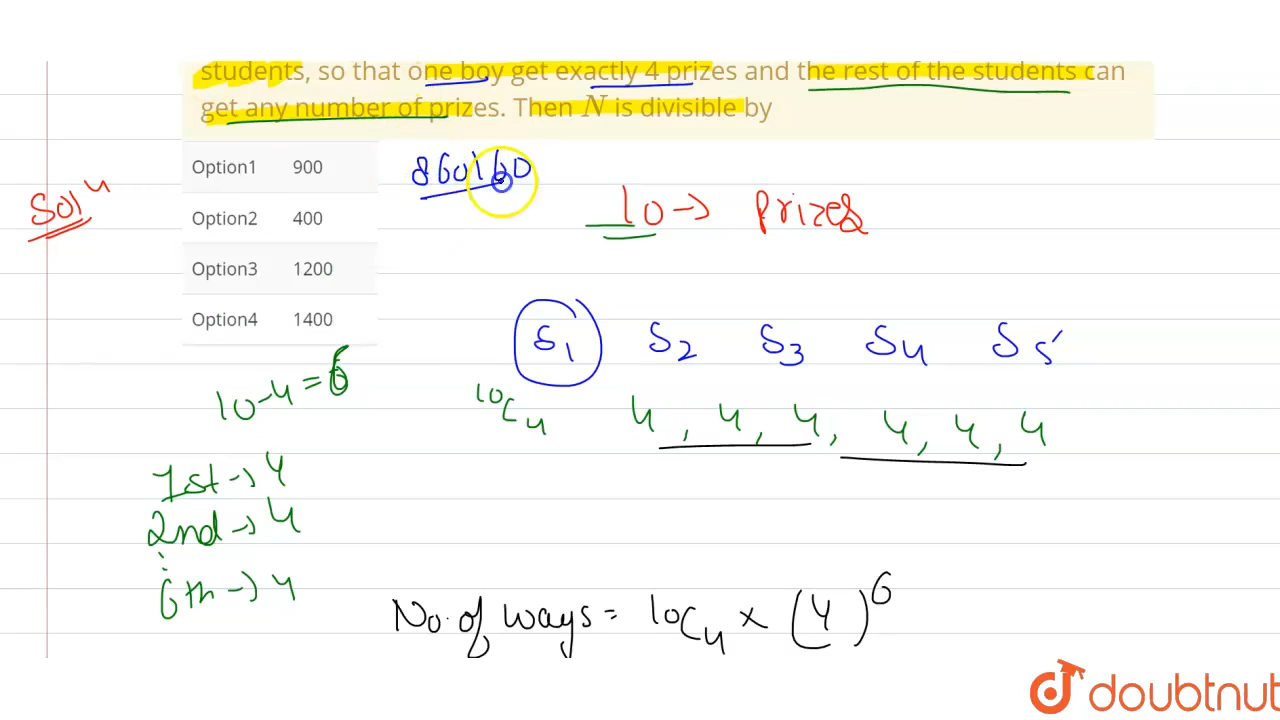 students, so that one boy get exactly 4 prizes and the rest of the students can
get any number of prizes. Then N is divisible by
Option1 900
860160
Option2 400
Option3 1200
Option4 1400
Solⁿ
10 → Prizes
S₁ S₂ S₃ S₄ S₅
10-4=6
¹⁰C₄ 4, 4, 4, 4, 4, 4
1st → 4
2nd → 4
⋮
6th → 4
No. of ways = ¹⁰C₄ × (4)⁶
doubtnut